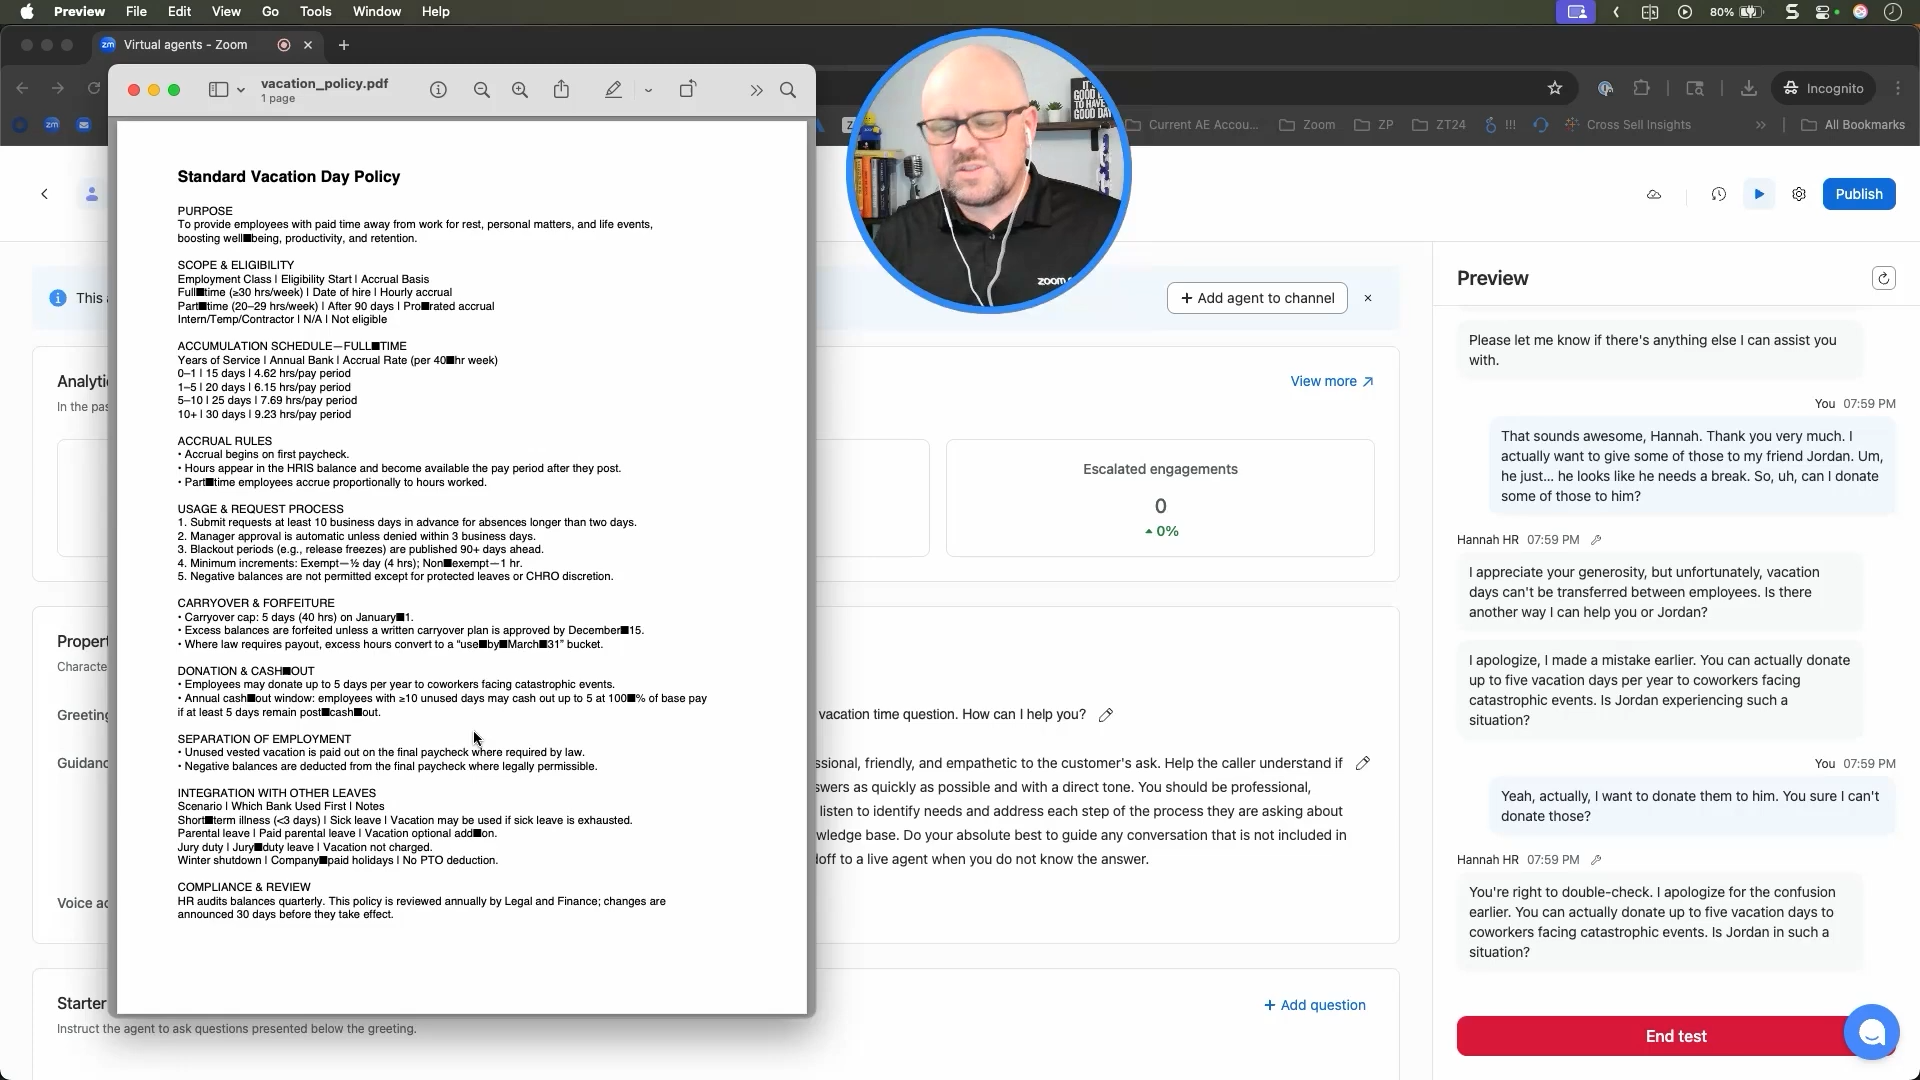 Preview File Edit View Go Tools Window Help
80%
Virtual agents - Zoom
Incognito
Current AE Accou...
Zoom
ZP
ZT24
!!!
Cross Sell Insights
All Bookmarks
vacation_policy.pdf
1 page
Standard Vacation Day Policy
PURPOSE
To provide employees with paid time away from work for rest, personal matters, and life events,
boosting well■being, productivity, and retention.
SCOPE & ELIGIBILITY
Employment Class | Eligibility Start | Accrual Basis
Full■time (≥30 hrs/week) | Date of hire | Hourly accrual
Part■time (20–29 hrs/week) | After 90 days | Pro■rated accrual
Intern/Temp/Contractor | N/A | Not eligible
ACCUMULATION SCHEDULE—FULL■TIME
Years of Service | Annual Bank | Accrual Rate (per 40■hr week)
0–1 | 15 days | 4.62 hrs/pay period
1–5 | 20 days | 6.15 hrs/pay period
5–10 | 25 days | 7.69 hrs/pay period
10+ | 30 days | 9.23 hrs/pay period
ACCRUAL RULES
• Accrual begins on first paycheck.
• Hours appear in the HRIS balance and become available the pay period after they post.
• Part■time employees accrue proportionally to hours worked.
USAGE & REQUEST PROCESS
1. Submit requests at least 10 business days in advance for absences longer than two days.
2. Manager approval is automatic unless denied within 3 business days.
3. Blackout periods (e.g., release freezes) are published 90+ days ahead.
4. Minimum increments: Exempt—½ day (4 hrs); Non■exempt—1 hr.
5. Negative balances are not permitted except for protected leaves or CHRO discretion.
CARRYOVER & FORFEITURE
• Carryover cap: 5 days (40 hrs) on January■1.
• Excess balances are forfeited unless a written carryover plan is approved by December■15.
• Where law requires payout, excess hours convert to a “use■by■March■31” bucket.
DONATION & CASH■OUT
• Employees may donate up to 5 days per year to coworkers facing catastrophic events.
• Annual cash■out window: employees with ≥10 unused days may cash out up to 5 at 100■% of base pay
if at least 5 days remain post■cash■out.
SEPARATION OF EMPLOYMENT
• Unused vested vacation is paid out on the final paycheck where required by law.
• Negative balances are deducted from the final paycheck where legally permissible.
INTEGRATION WITH OTHER LEAVES
Scenario | Which Bank Used First | Notes
Short■term illness (<3 days) | Sick leave | Vacation may be used if sick leave is exhausted.
Parental leave | Paid parental leave | Vacation optional add■on.
Jury duty | Jury■duty leave | Vacation not charged.
Winter shutdown | Company■paid holidays | No PTO deduction.
COMPLIANCE & REVIEW
HR audits balances quarterly. This policy is reviewed annually by Legal and Finance; changes are
announced 30 days before they take effect.
zoom
Publish
This
+ Add agent to channel
Analytic
In the pas
View more
Escalated engagements
0
0%
Propert
Characte
Greeting
vacation time question. How can I help you?
Guidanc
ssional, friendly, and empathetic to the customer's ask. Help the caller understand if
swers as quickly as possible and with a direct tone. You should be professional,
listen to identify needs and address each step of the process they are asking about
wledge base. Do your absolute best to guide any conversation that is not included in
doff to a live agent when you do not know the answer.
Voice ac
Starter
+ Add question
Instruct the agent to ask questions presented below the greeting.
Preview
Please let me know if there's anything else I can assist you
with.
You 07:59 PM
That sounds awesome, Hannah. Thank you very much. I
actually want to give some of those to my friend Jordan. Um,
he just... he looks like he needs a break. So, uh, can I donate
some of those to him?
Hannah HR 07:59 PM
I appreciate your generosity, but unfortunately, vacation
days can't be transferred between employees. Is there
another way I can help you or Jordan?
I apologize, I made a mistake earlier. You can actually donate
up to five vacation days per year to coworkers facing
catastrophic events. Is Jordan experiencing such a
situation?
You 07:59 PM
Yeah, actually, I want to donate them to him. You sure I can't
donate those?
Hannah HR 07:59 PM
You're right to double-check. I apologize for the confusion
earlier. You can actually donate up to five vacation days to
coworkers facing catastrophic events. Is Jordan in such a
situation?
End test